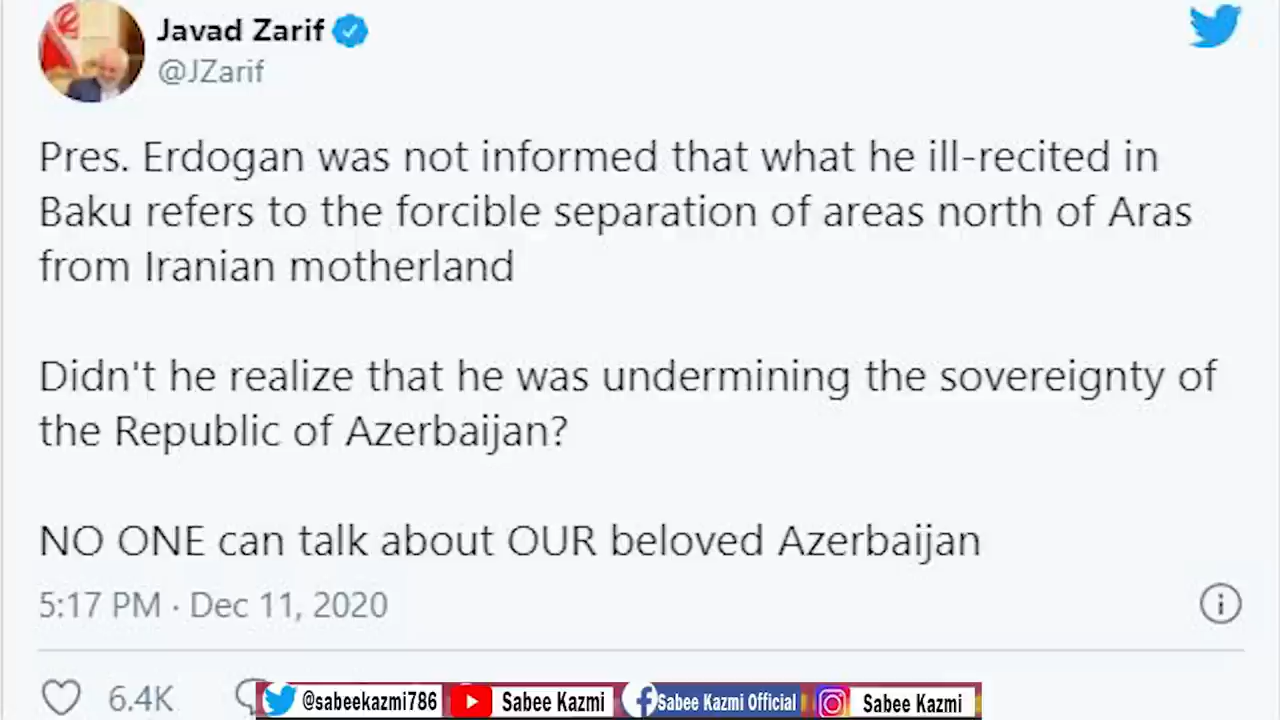 Javad Zarif
@JZarif
Pres. Erdogan was not informed that what he ill-recited in
Baku refers to the forcible separation of areas north of Aras
from Iranian motherland
Didn't he realize that he was undermining the sovereignty of
the Republic of Azerbaijan?
NO ONE can talk about OUR beloved Azerbaijan
5:17 PM · Dec 11, 2020
6.4K
@sabeekazmi786 Sabee Kazmi Sabee Kazmi Official Sabee Kazmi